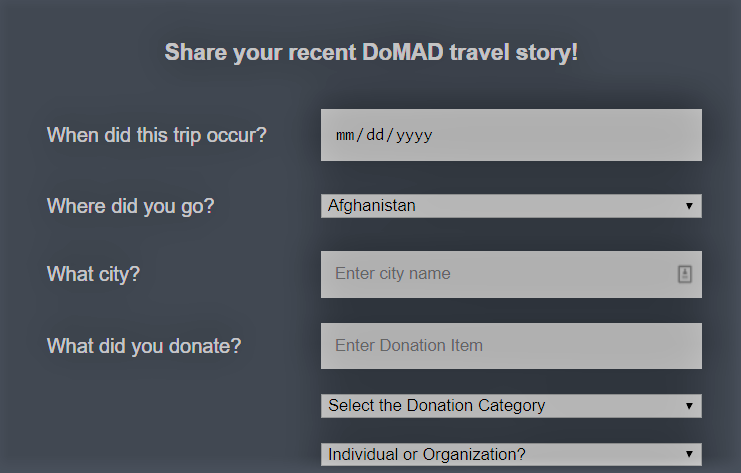 Share your recent DoMAD travel story!
When did this trip occur? mm/dd/yyyy
Where did you go? Afghanistan
What city? Enter city name
What did you donate? Enter Donation Item
Select the Donation Category
Individual or Organization?